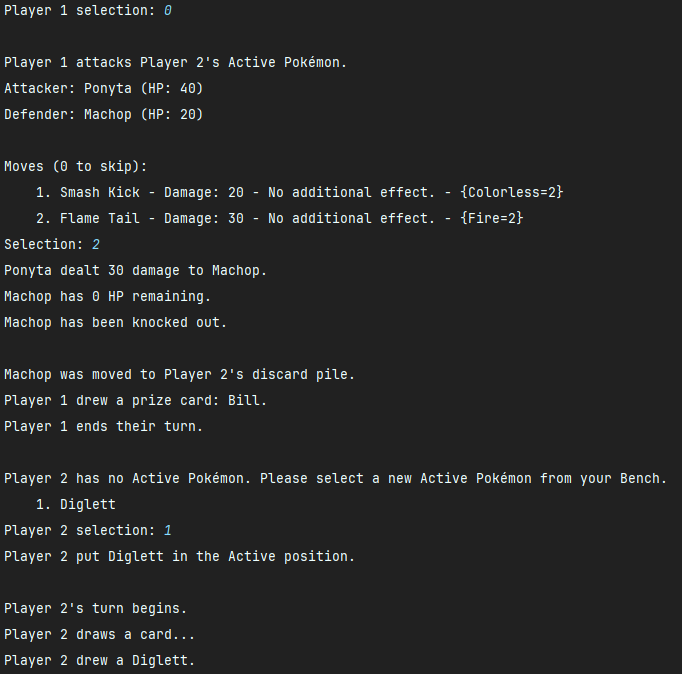 Player 1 selection: 0
Player 1 attacks Player 2's Active Pokémon.
Attacker: Ponyta (HP: 40)
Defender: Machop (HP: 20)
Moves (0 to skip):
1. Smash Kick - Damage: 20 - No additional effect. - {Colorless=2}
2. Flame Tail - Damage: 30 - No additional effect. - {Fire=2}
Selection: 2
Ponyta dealt 30 damage to Machop.
Machop has 0 HP remaining.
Machop has been knocked out.
Machop was moved to Player 2's discard pile.
Player 1 drew a prize card: Bill.
Player 1 ends their turn.
Player 2 has no Active Pokémon. Please select a new Active Pokémon from your Bench.
1. Diglett
Player 2 selection: 1
Player 2 put Diglett in the Active position.
Player 2's turn begins.
Player 2 draws a card...
Player 2 drew a Diglett.